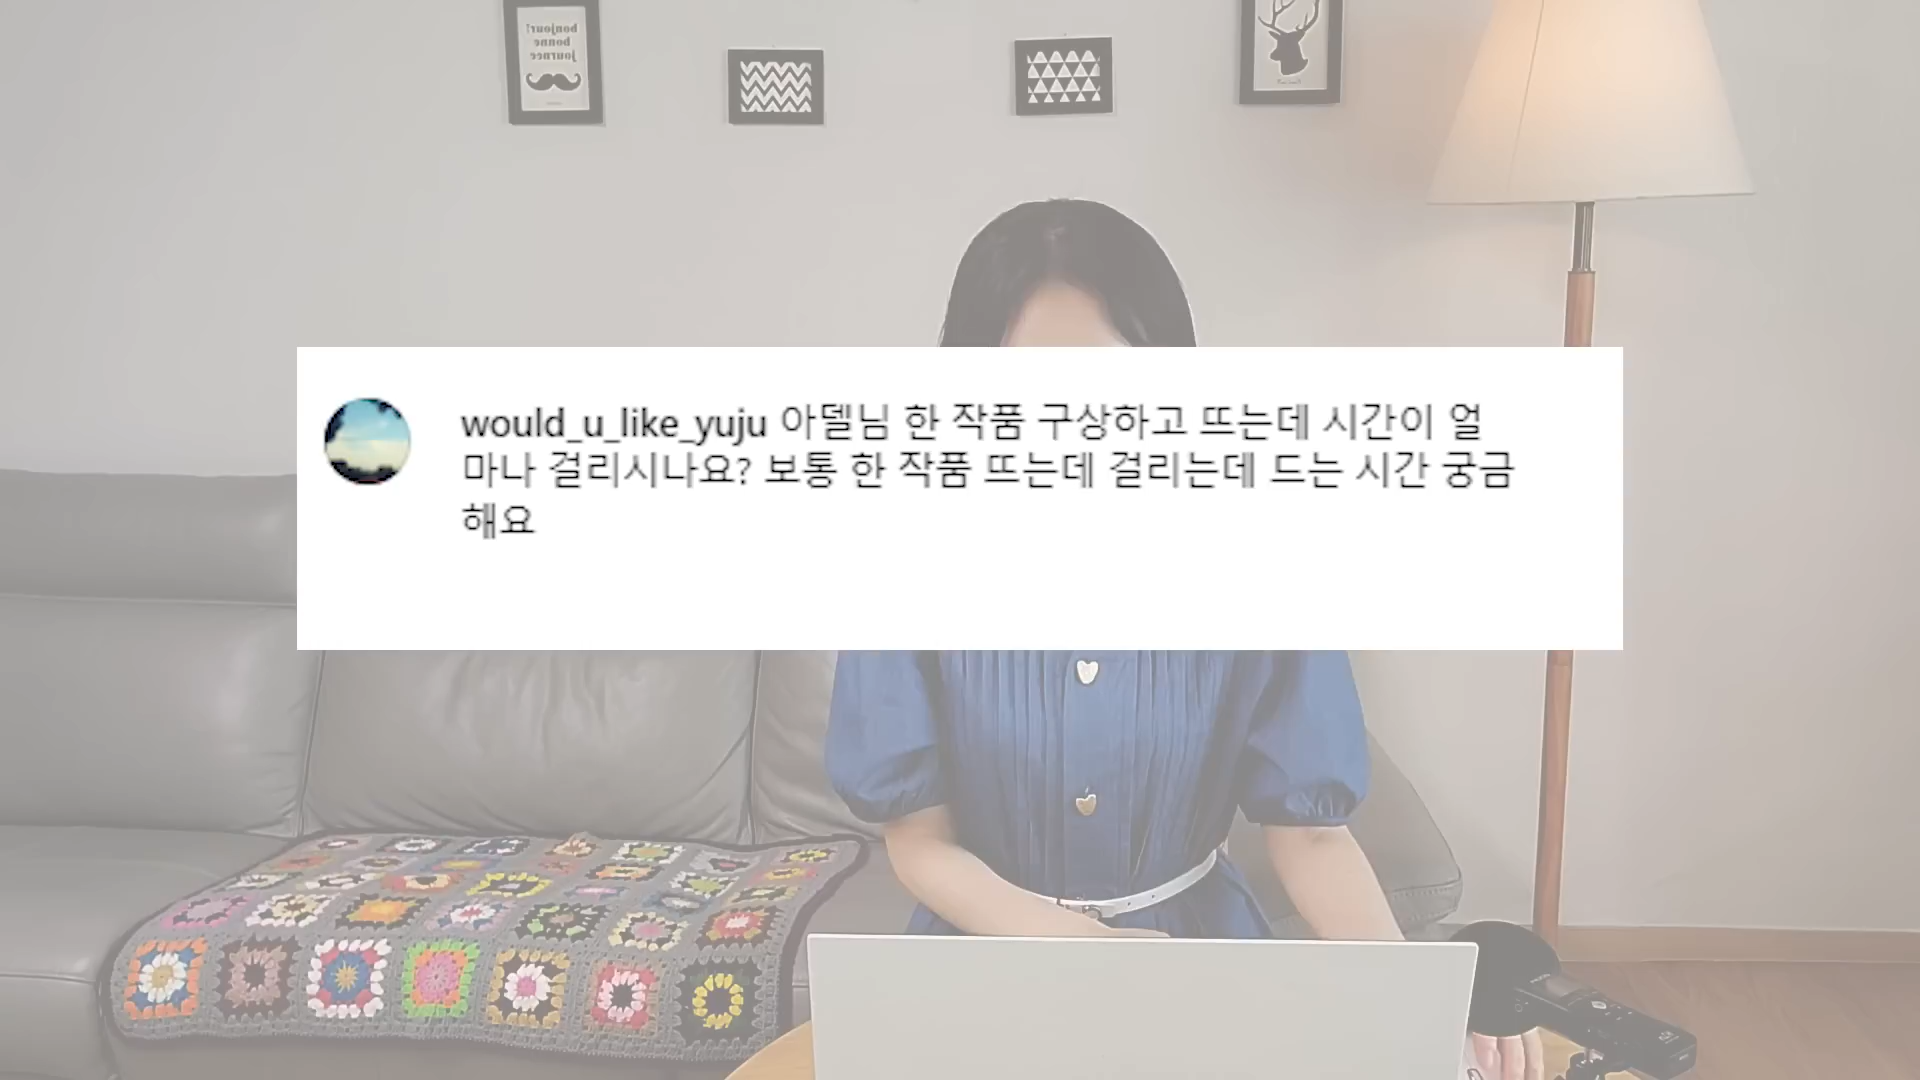 would_u_like_yuju 아델님 한 작품 구상하고 뜨는데 시간이 얼
마나 걸리시나요? 보통 한 작품 뜨는데 걸리는데 드는 시간 궁금
해요